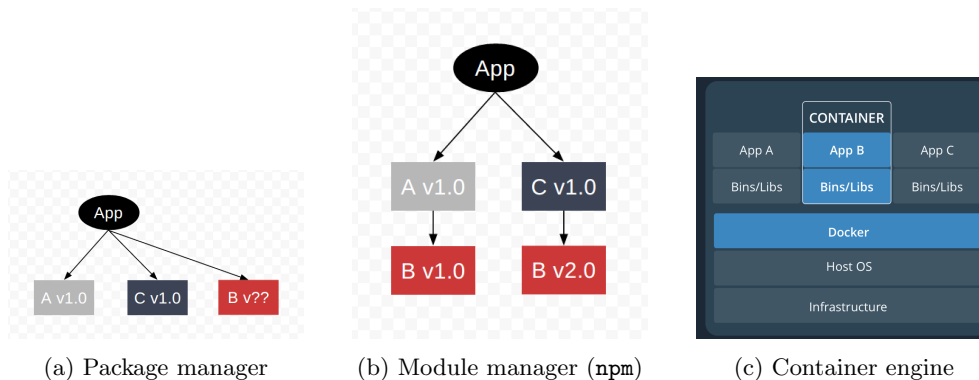 App
A v1.0 C v1.0 B v??
(a) Package manager
App
A v1.0 C v1.0
B v1.0 B v2.0
(b) Module manager (npm)
CONTAINER
App A App B App C
Bins/Libs Bins/Libs Bins/Libs
Docker
Host OS
Infrastructure
(c) Container engine